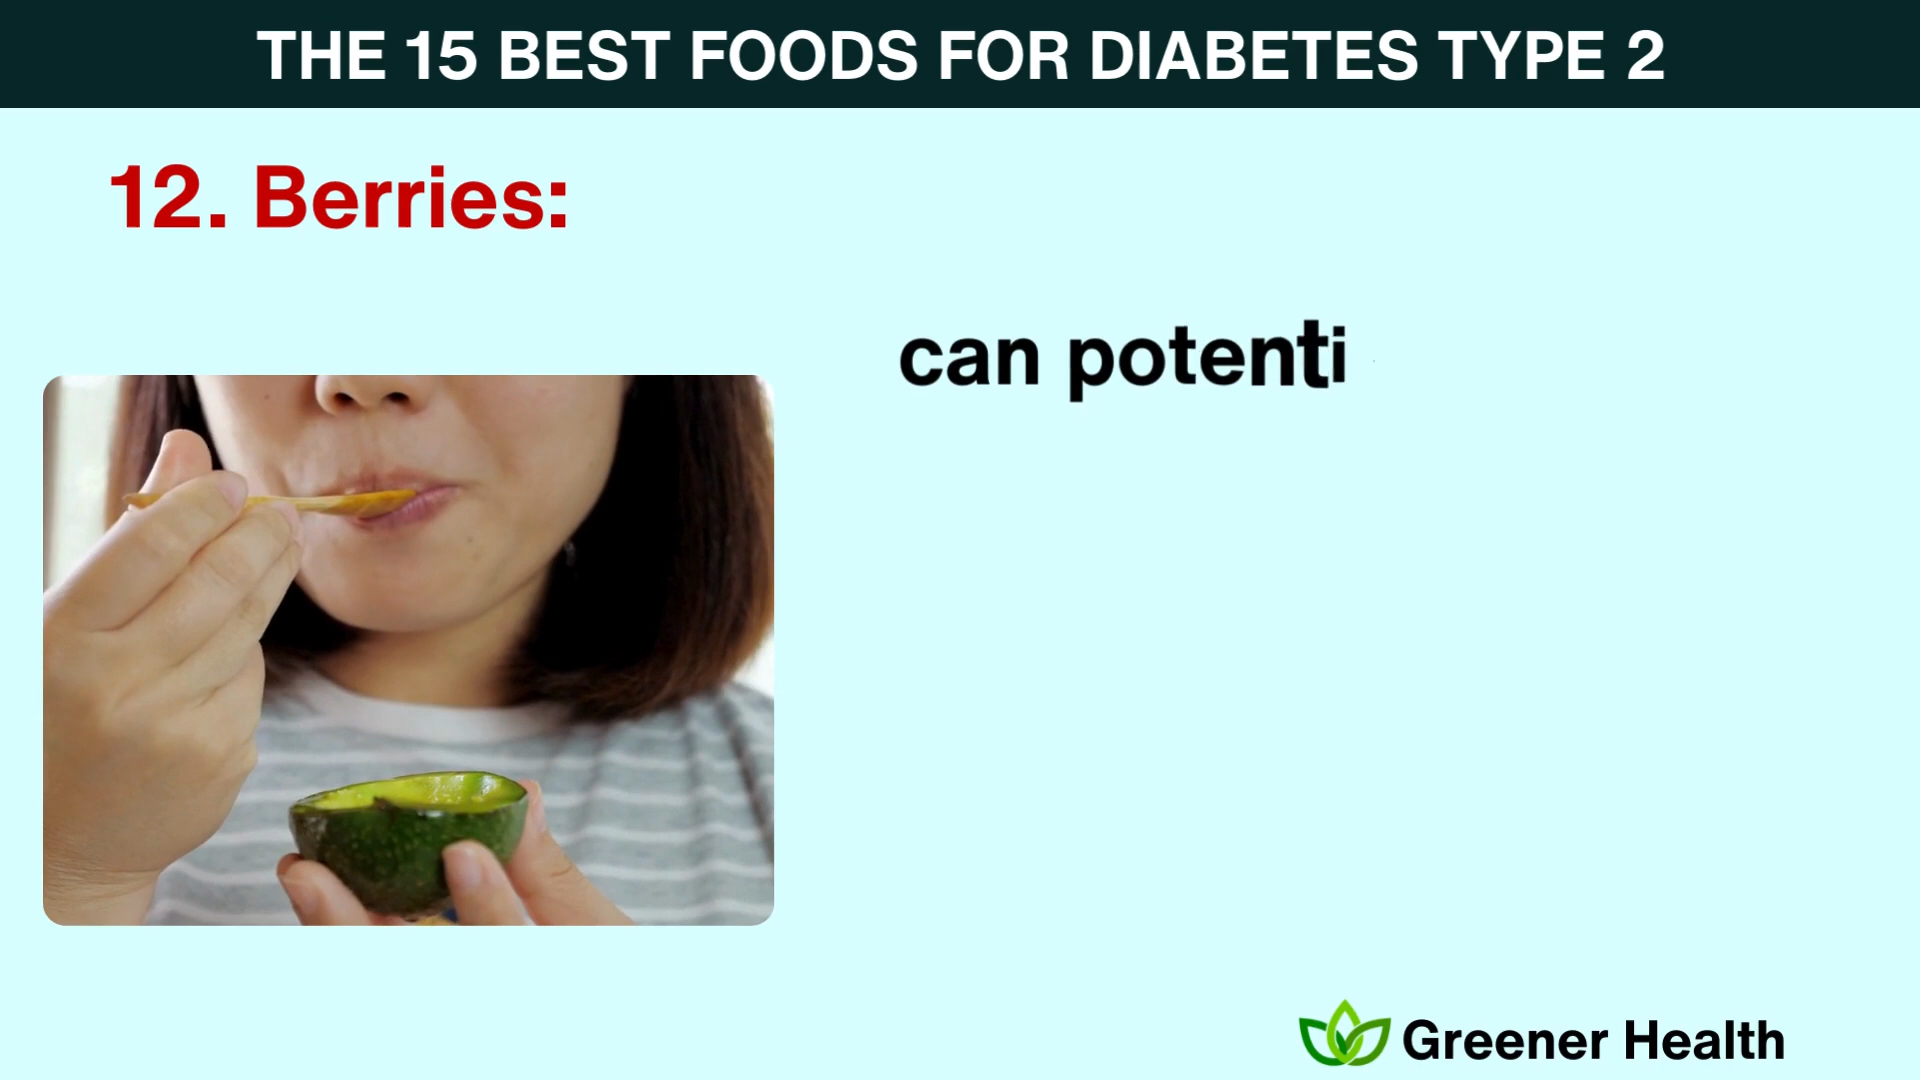 THE 15 BEST FOODS FOR DIABETES TYPE 2
12. Berries:
can potenti
Greener Health